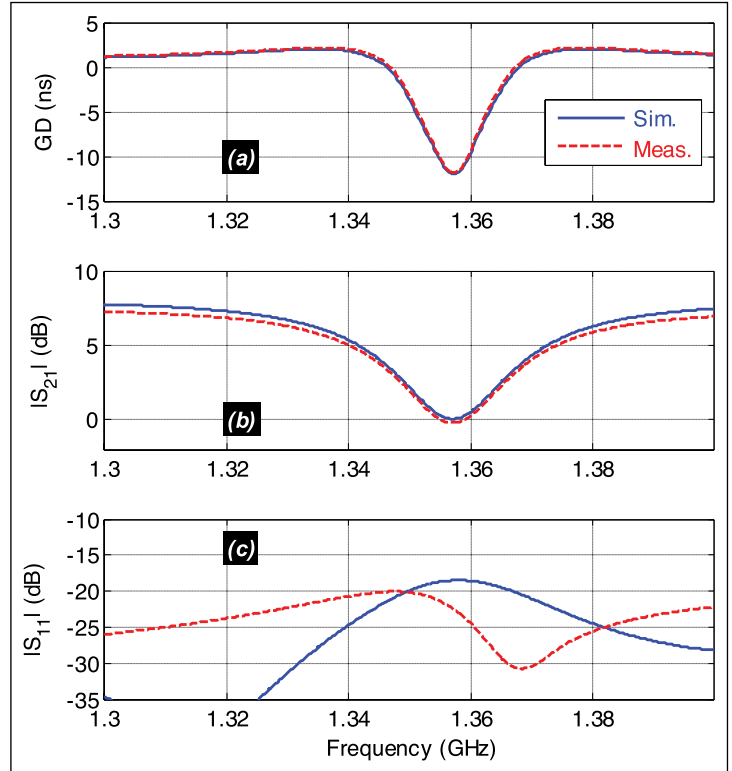 5
0
-5
-10
-15
GD (ns)
(a)
Sim.
Meas.
1.3 1.32 1.34 1.36 1.38
10
5
0
|S21| (dB)
(b)
1.3 1.32 1.34 1.36 1.38
-10
-15
-20
-25
-30
-35
|S11| (dB)
(c)
1.3 1.32 1.34 1.36 1.38
Frequency (GHz)